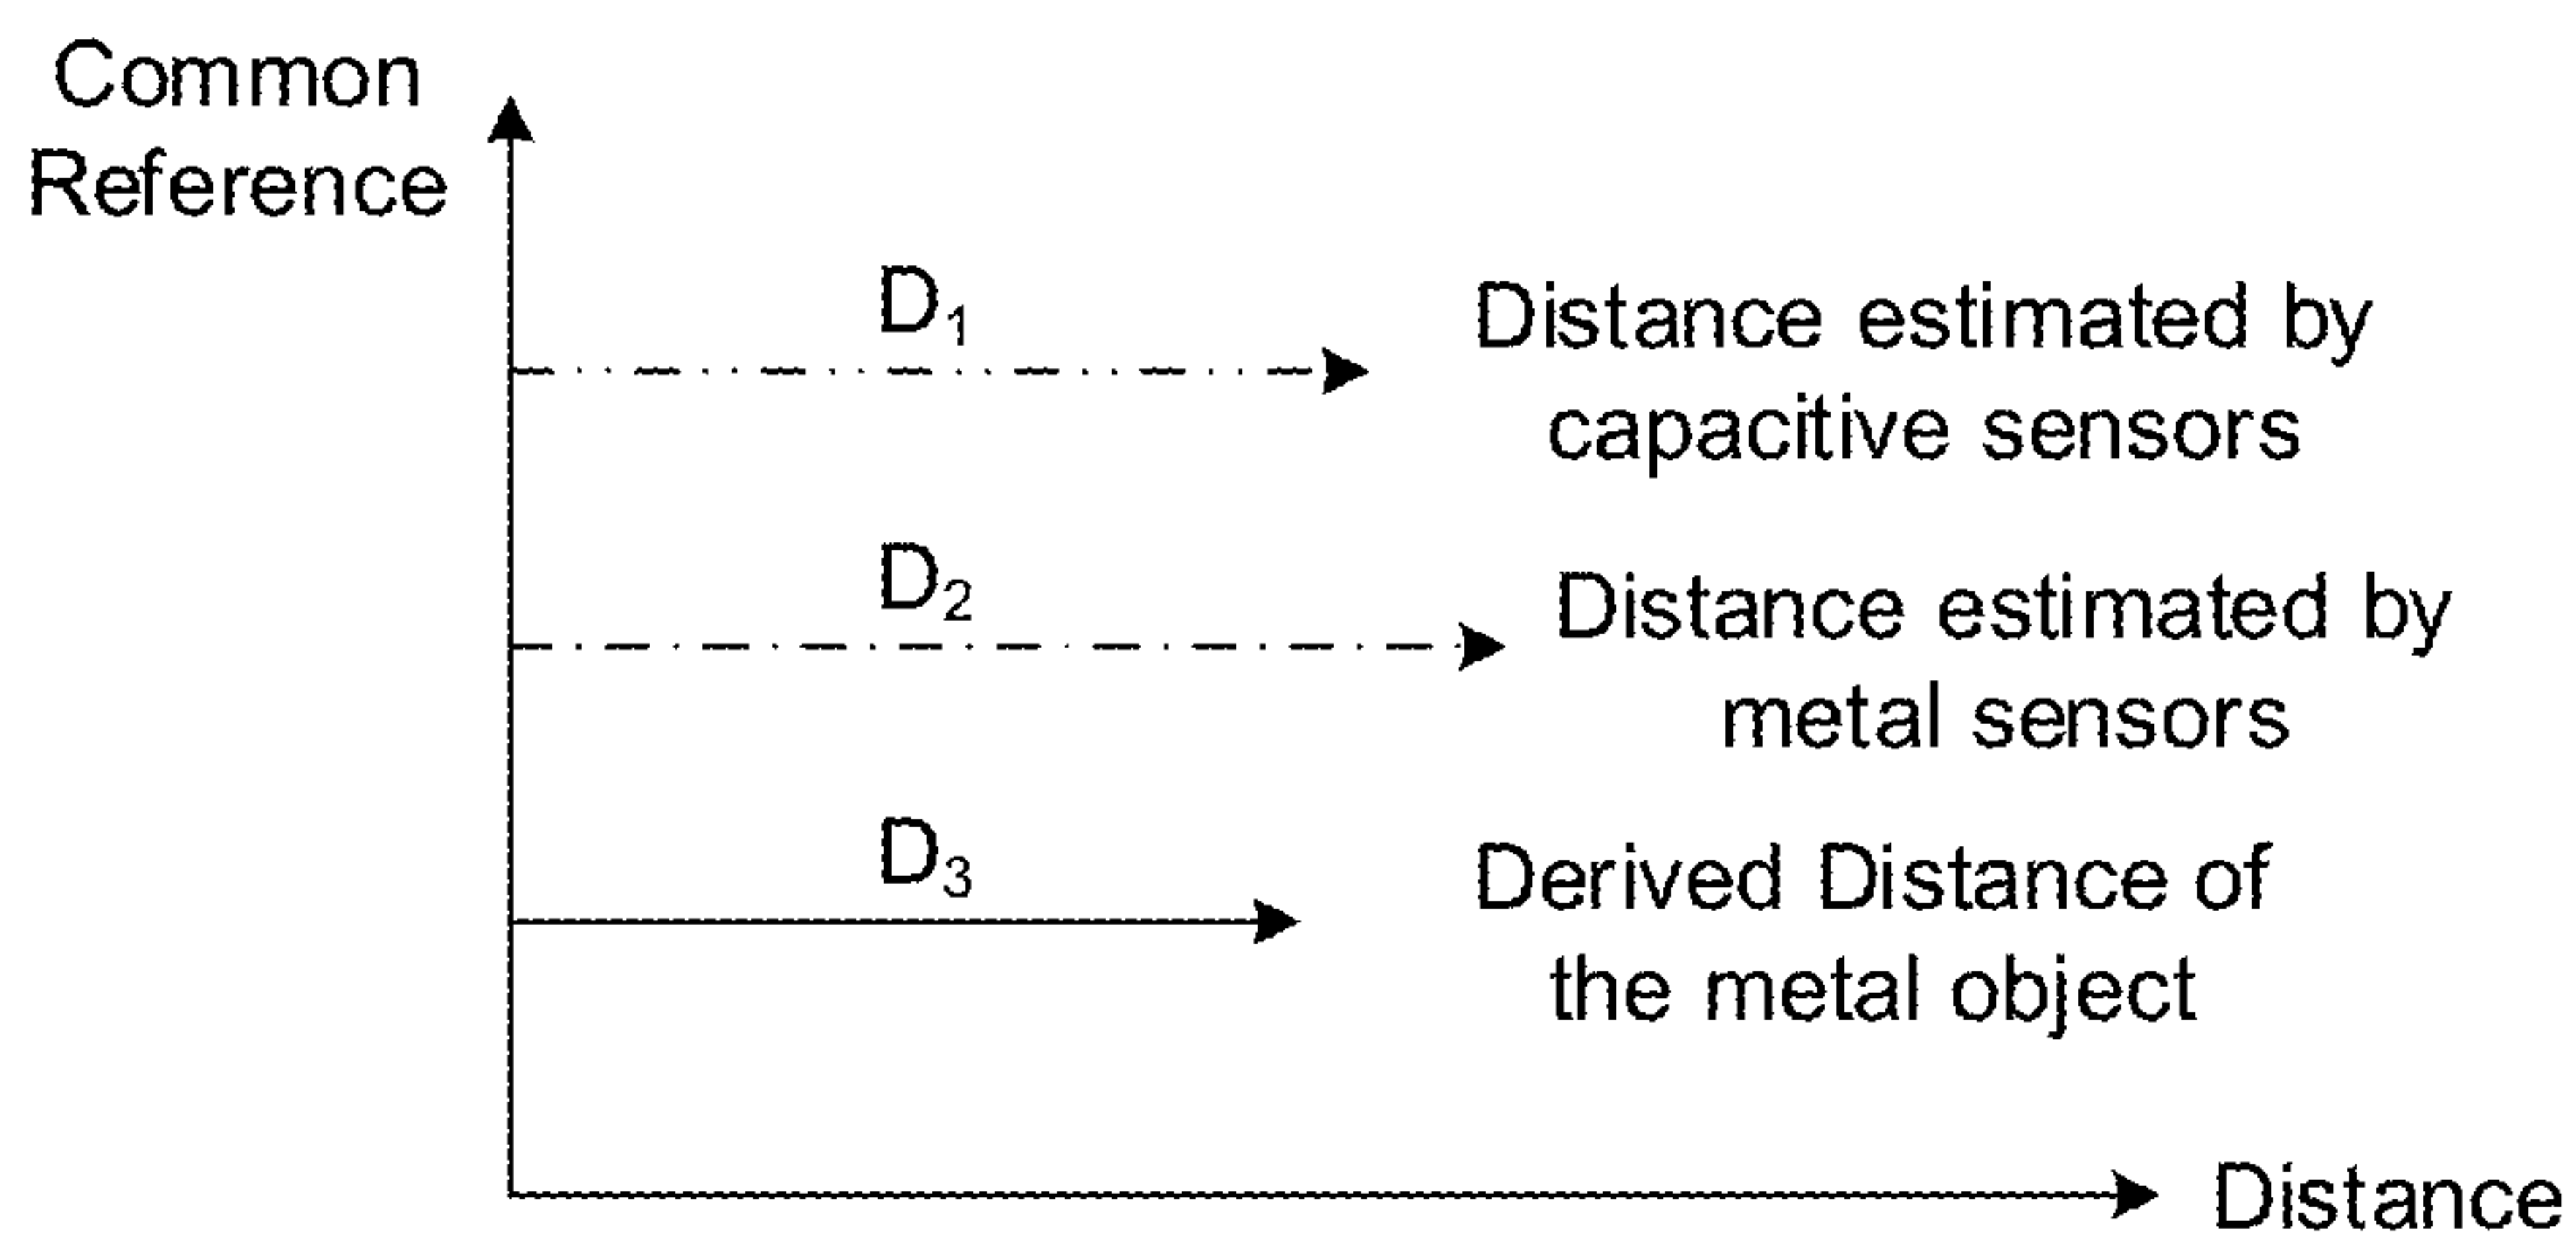 Common
Reference
D₁
Distance estimated by
capacitive sensors
D₂
Distance estimated by
metal sensors
D₃
Derived Distance of
the metal object
Distance